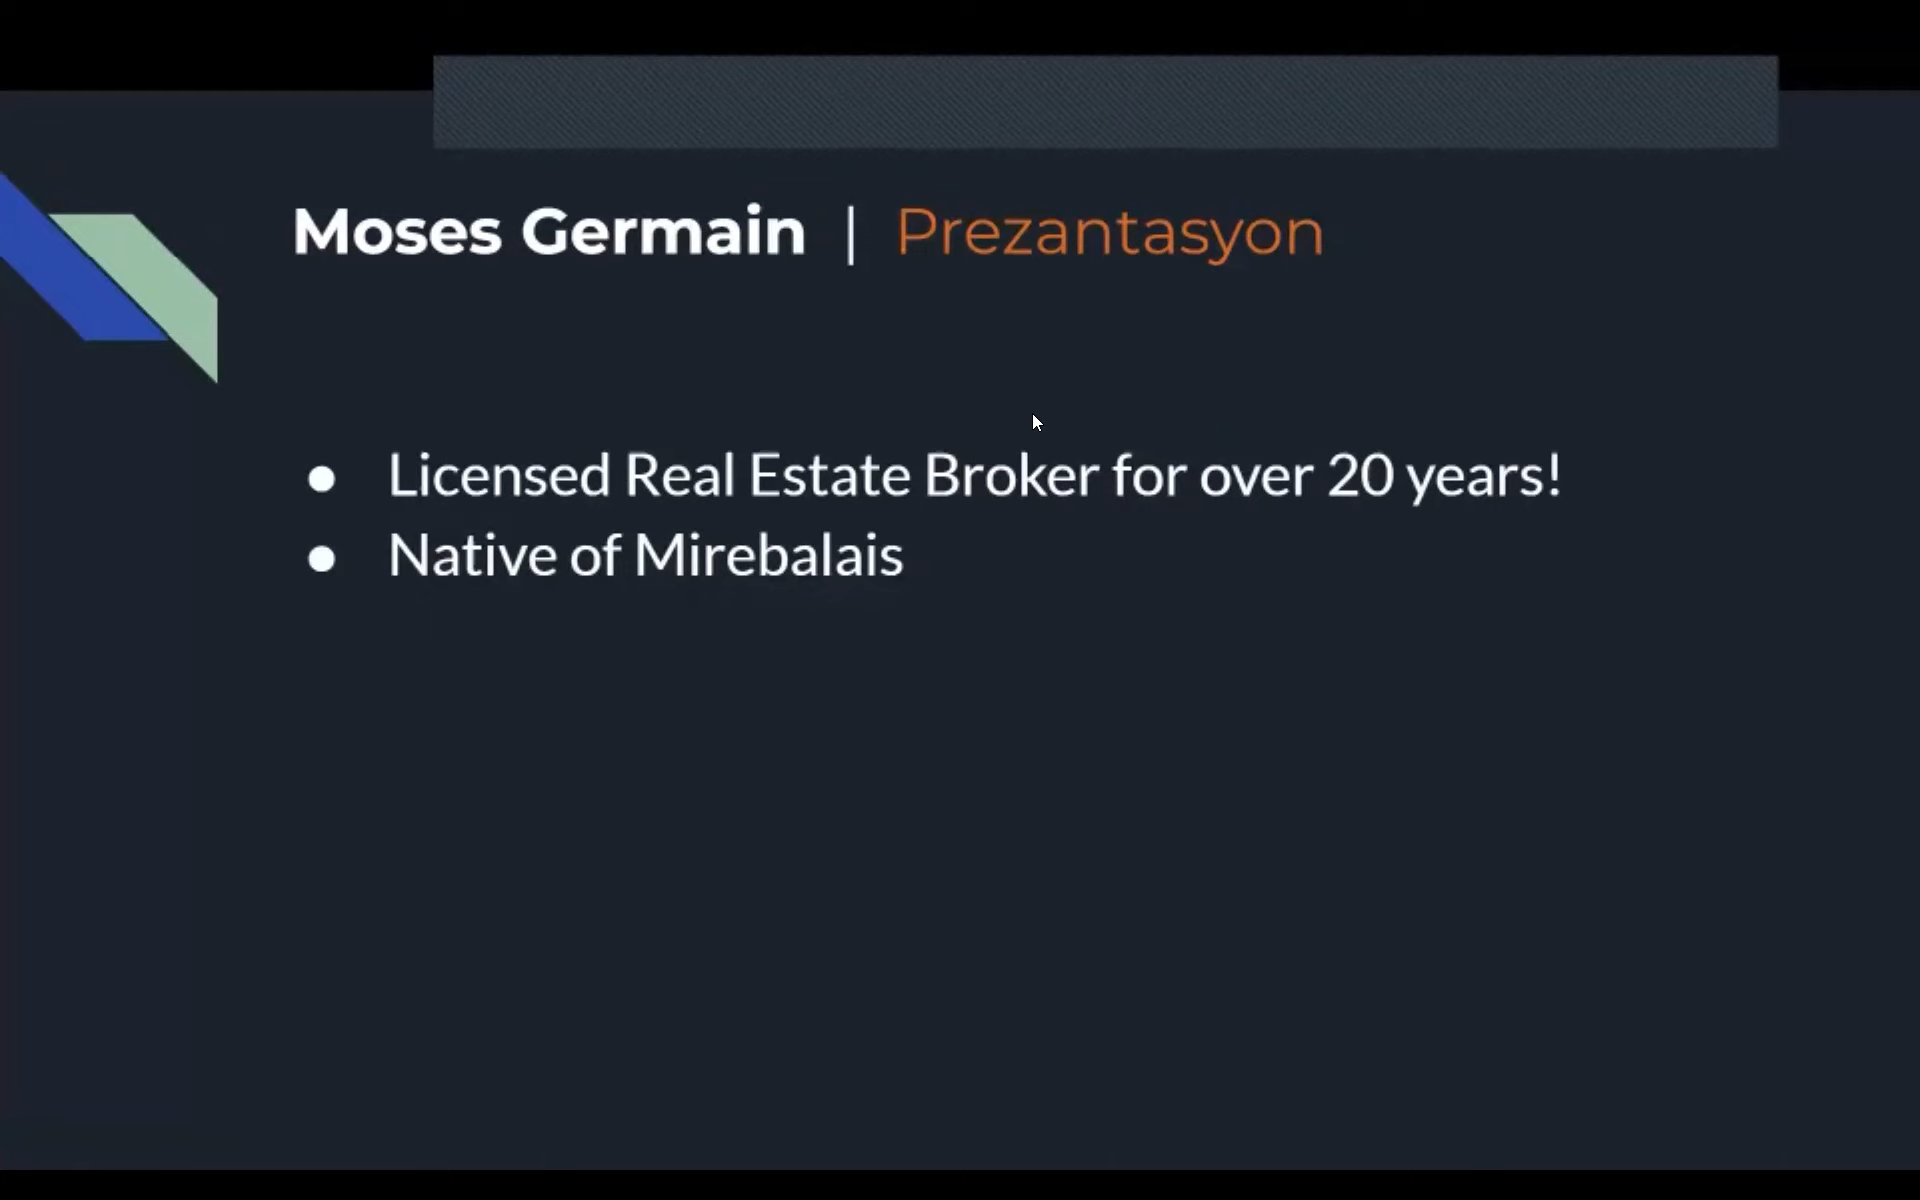 Moses Germain | Prezantasyon
● Licensed Real Estate Broker for over 20 years!
● Native of Mirebalais